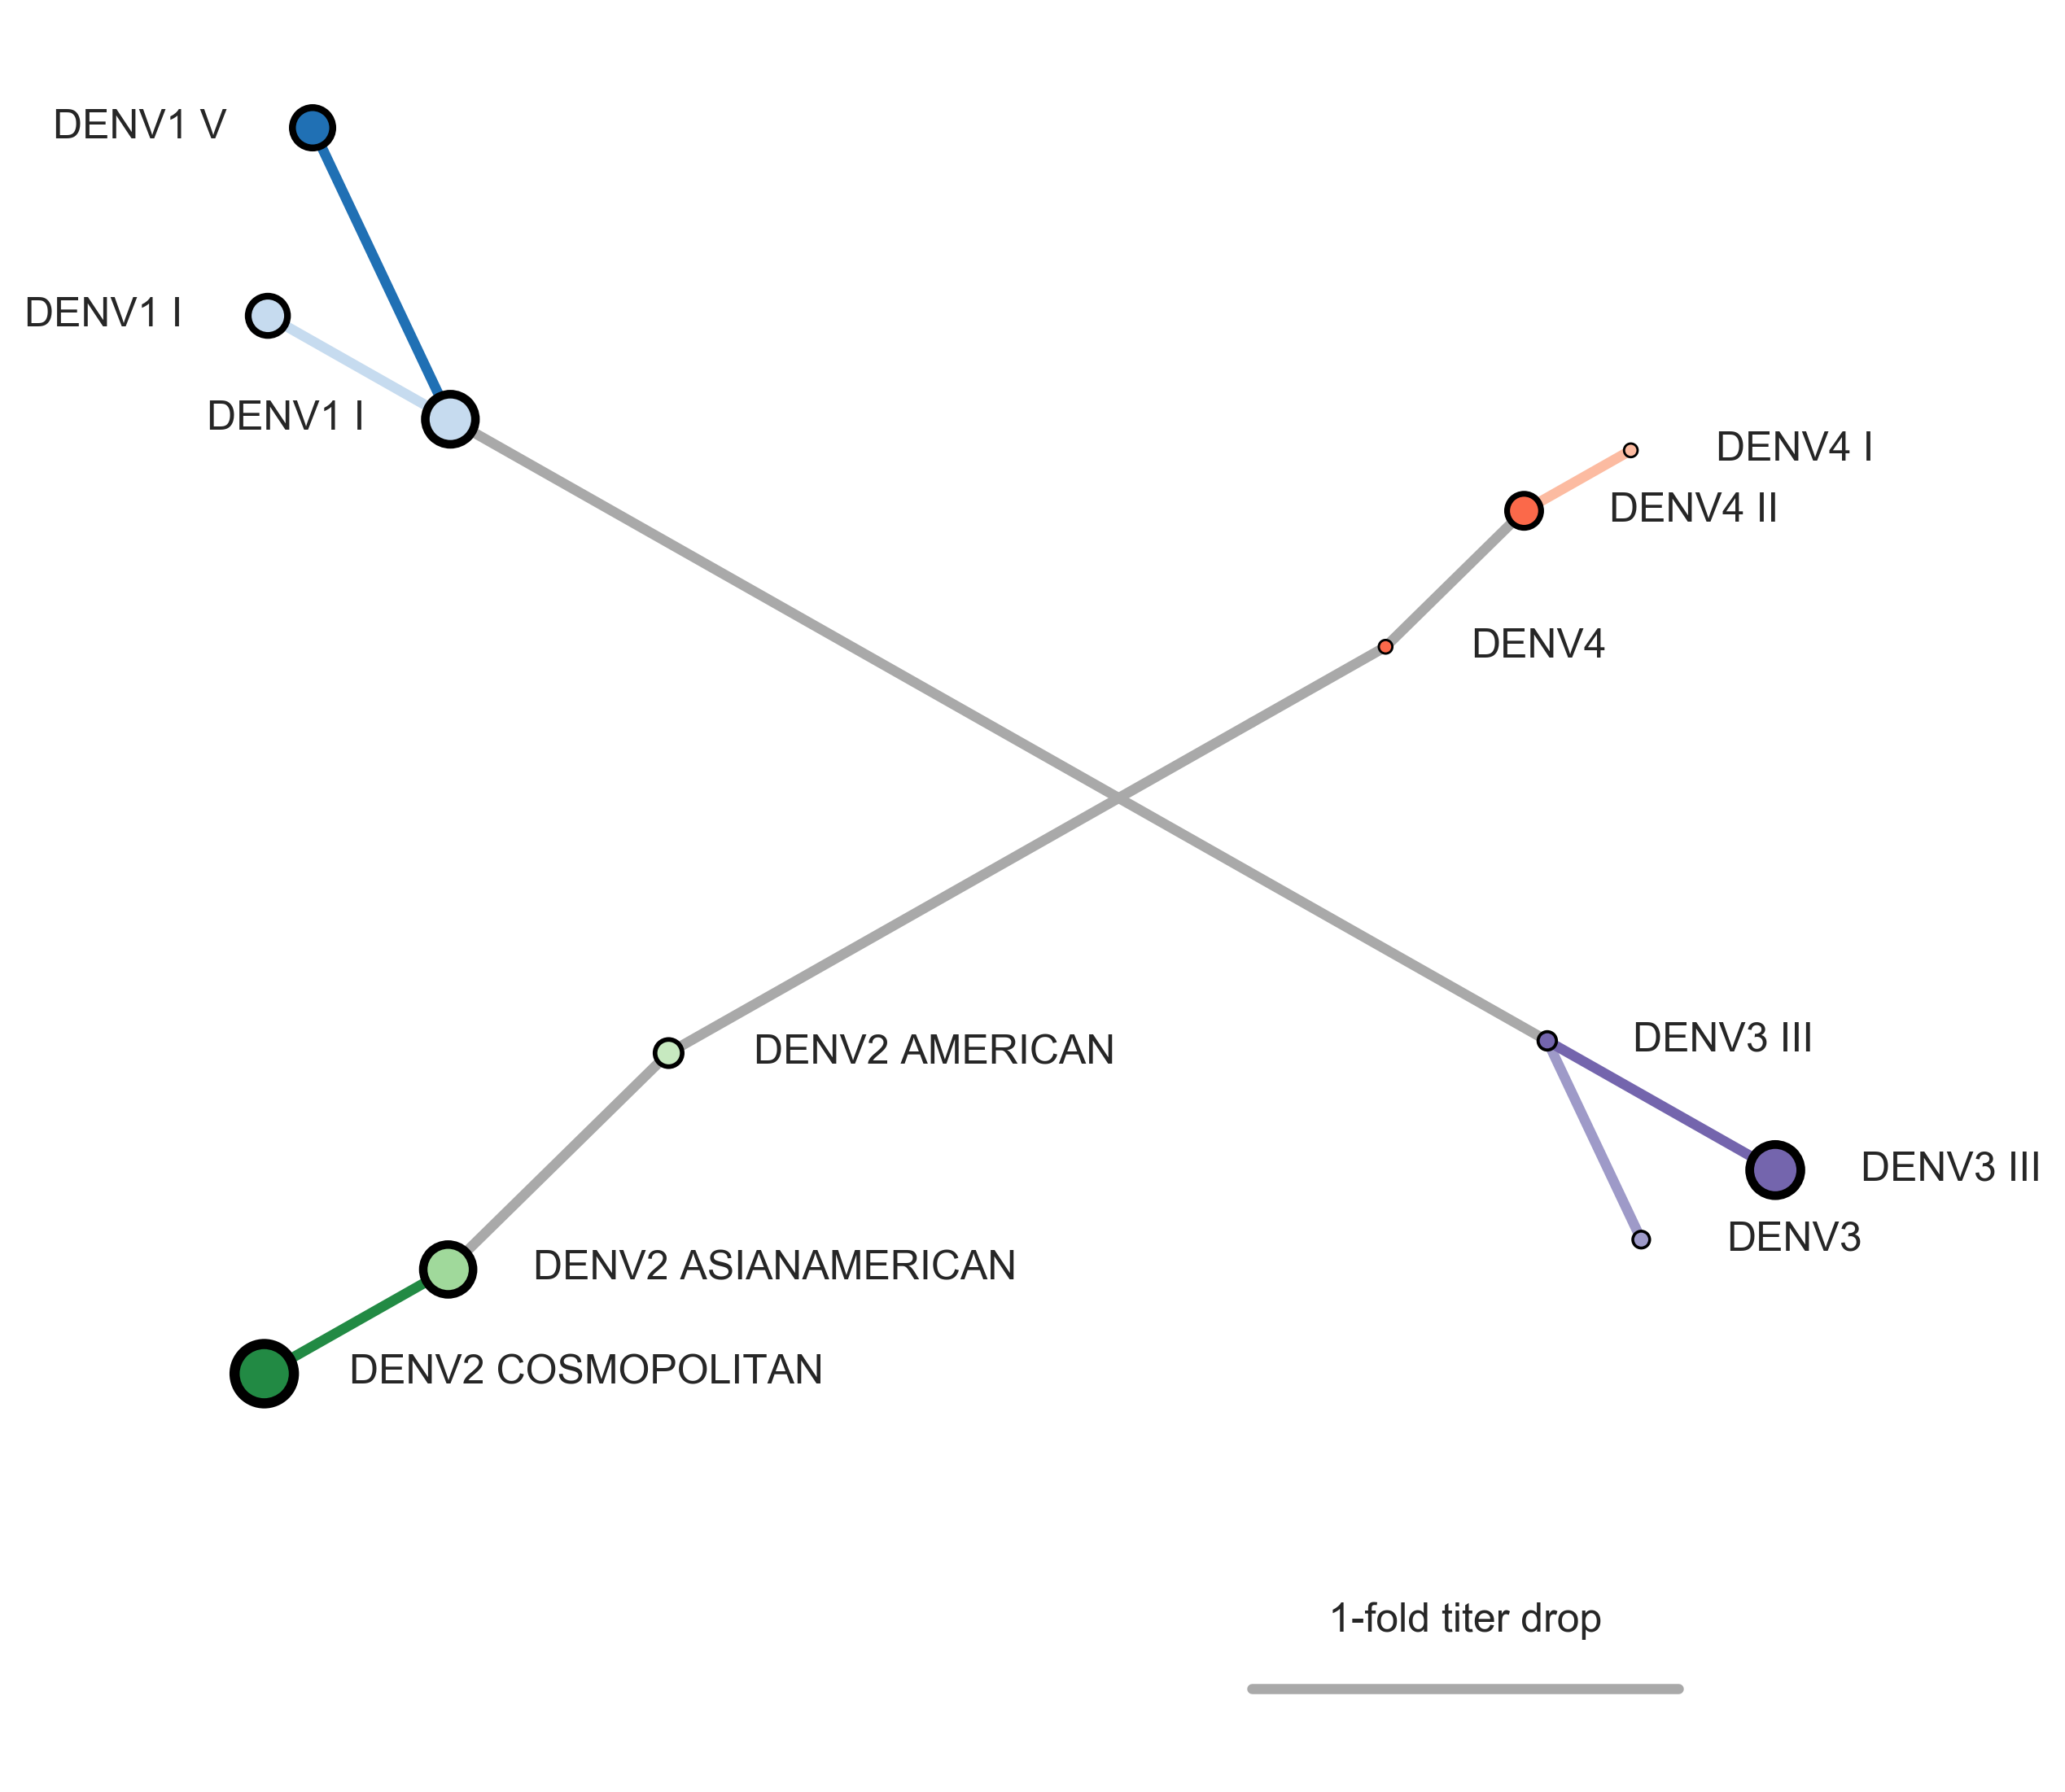 DENV1 V
DENV1 I
DENV1 I
DENV4 I
DENV4 II
DENV4
DENV3 III
DENV2 AMERICAN
DENV3 III
DENV3
DENV2 ASIANAMERICAN
DENV2 COSMOPOLITAN
1-fold titer drop